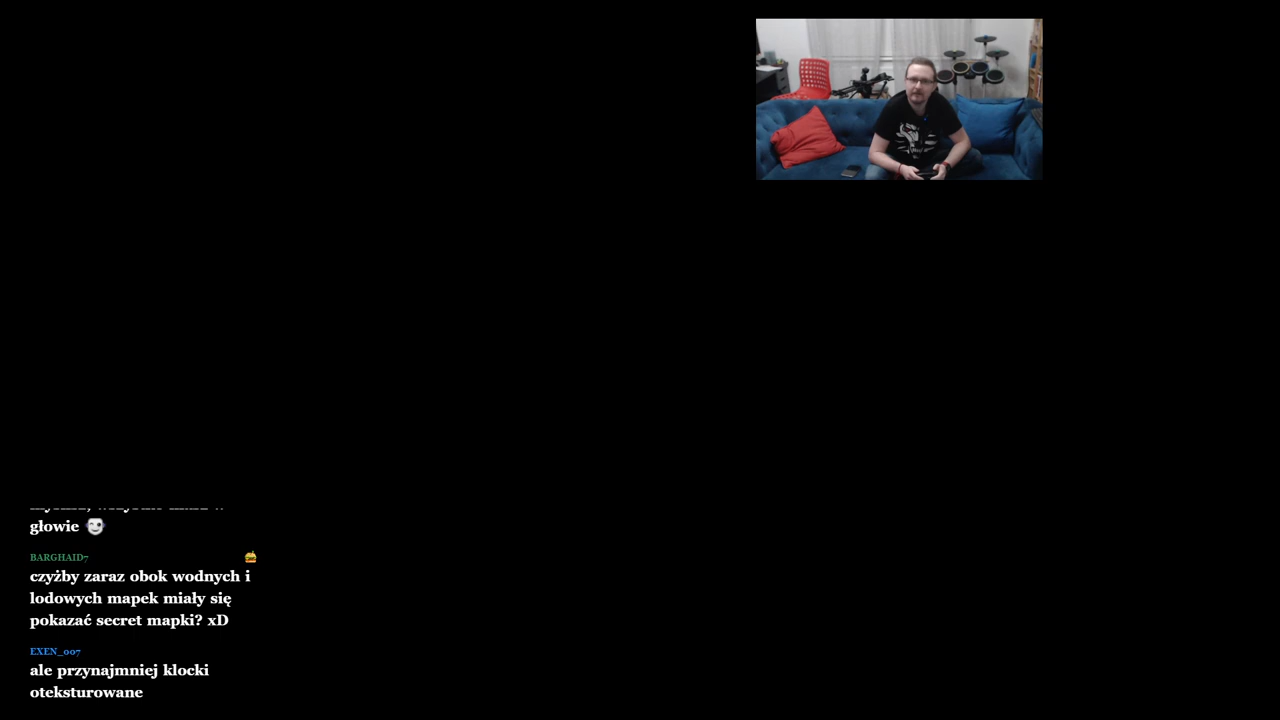 głowie
BARGHAID7
czyżby zaraz obok wodnych i
lodowych mapek miały się
pokazać secret mapki? xD
EXEN_007
ale przynajmniej klocki
oteksturowane